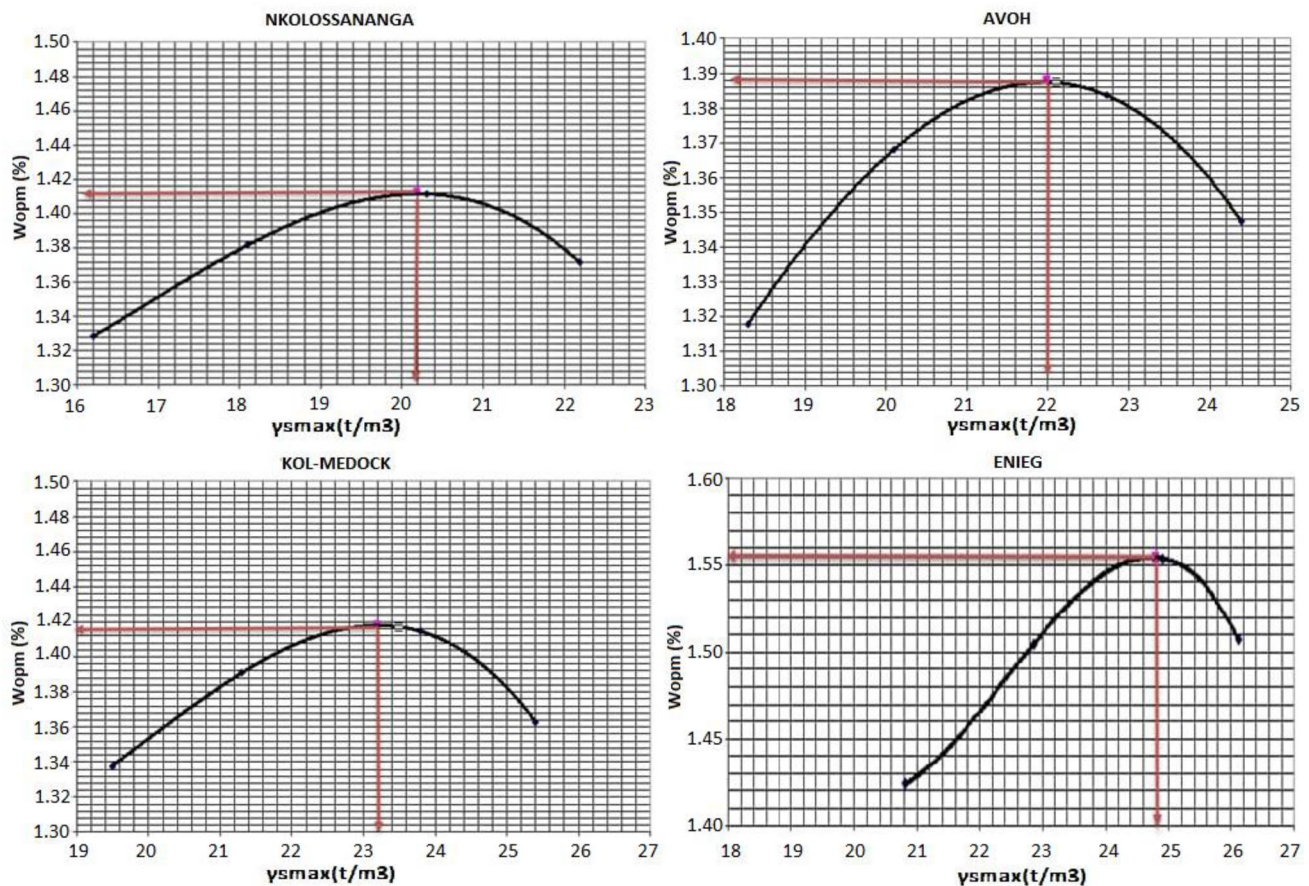 NKOLOSSANANGA
1.50
1.48
1.46
1.44
1.42
1.40
1.38
1.36
1.34
1.32
1.30
Wopm (%)
16 17 18 19 20 21 22 23
γsmax(t/m3)
AVOH
1.40
1.39
1.38
1.37
1.36
1.35
1.34
1.33
1.32
1.31
1.30
Wopm (%)
18 19 20 21 22 23 24 25
γsmax(t/m3)
KOL-MEDOCK
1.50
1.48
1.46
1.44
1.42
1.40
1.38
1.36
1.34
1.32
1.30
Wopm (%)
19 20 21 22 23 24 25 26 27
γsmax(t/m3)
ENIEG
1.60
1.55
1.50
1.45
1.40
Wopm (%)
18 19 20 21 22 23 24 25 26 27
γsmax(t/m3)